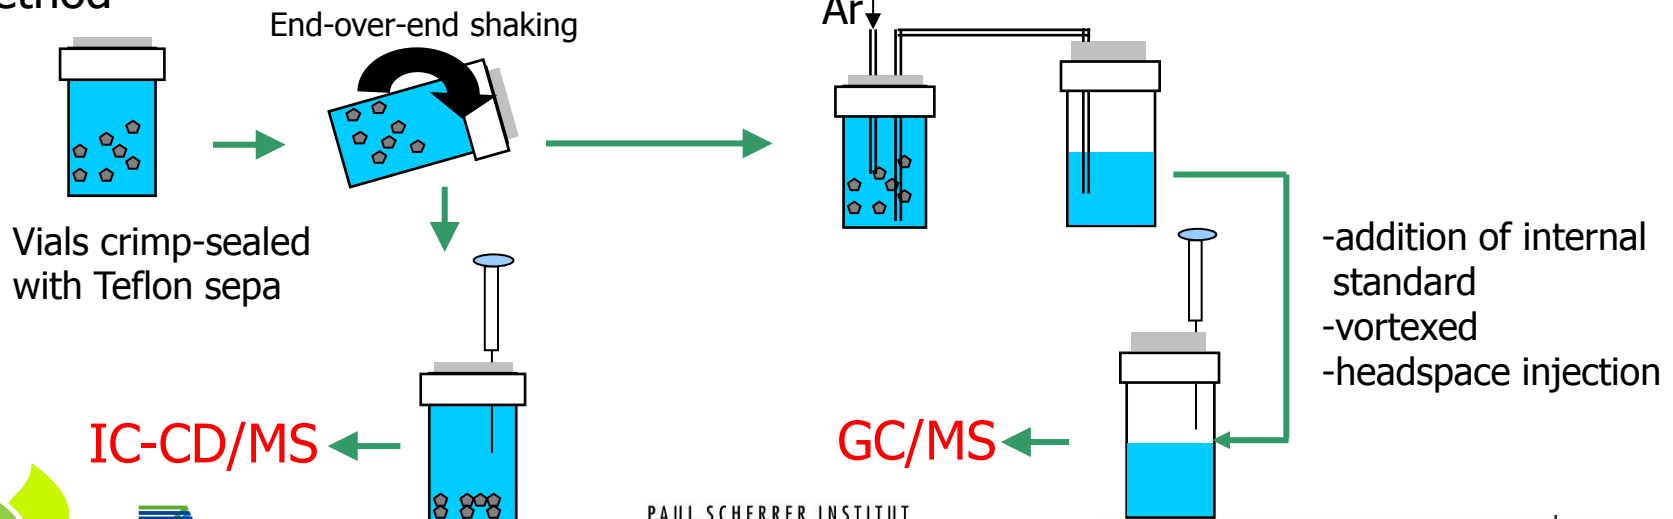 End-over-end shaking
Ar
Vials crimp-sealed
with Teflon sepa
-addition of internal
standard
-vortexed
-headspace injection
IC-CD/MS
GC/MS
PAUL SCHERRER INSTITUT